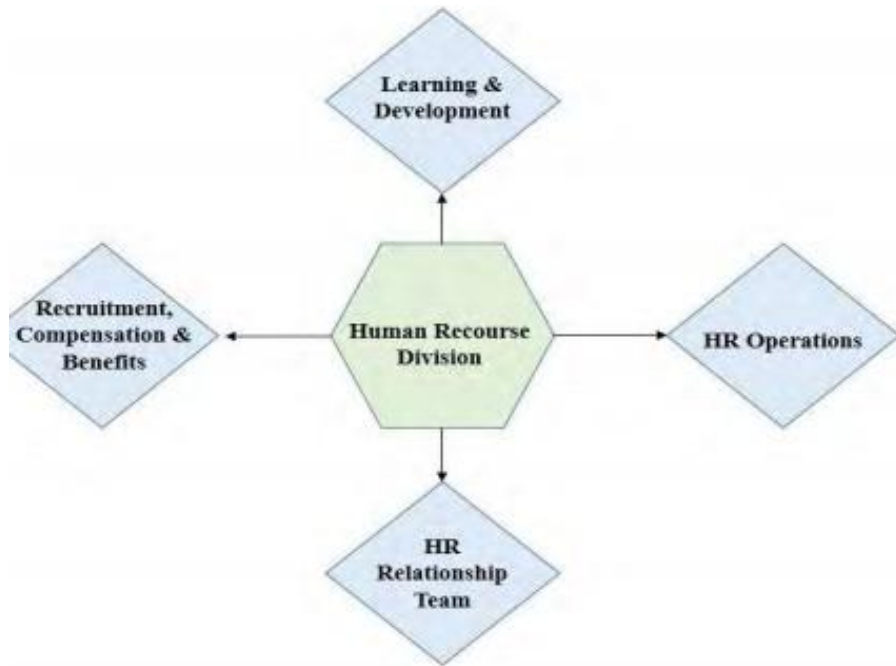 Learning &
Development
Recruitment,
Compensation &
Benefits
Human Recourse
Division
HR Operations
HR
Relationship
Team